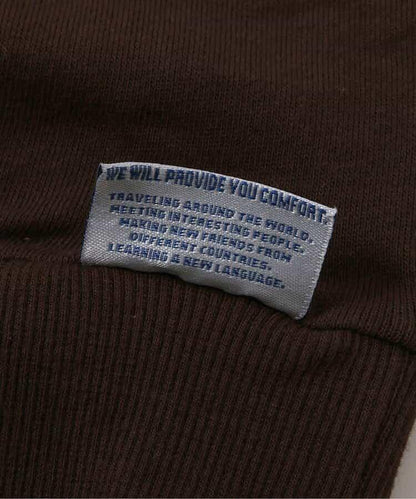 WE WILL PROVIDE YOU COMFORT.
TRAVELING AROUND THE WORLD.
MEETING INTERESTING PEOPLE.
MAKING NEW FRIENDS FROM
DIFFERENT COUNTRIES.
LEARNING A NEW LANGUAGE.